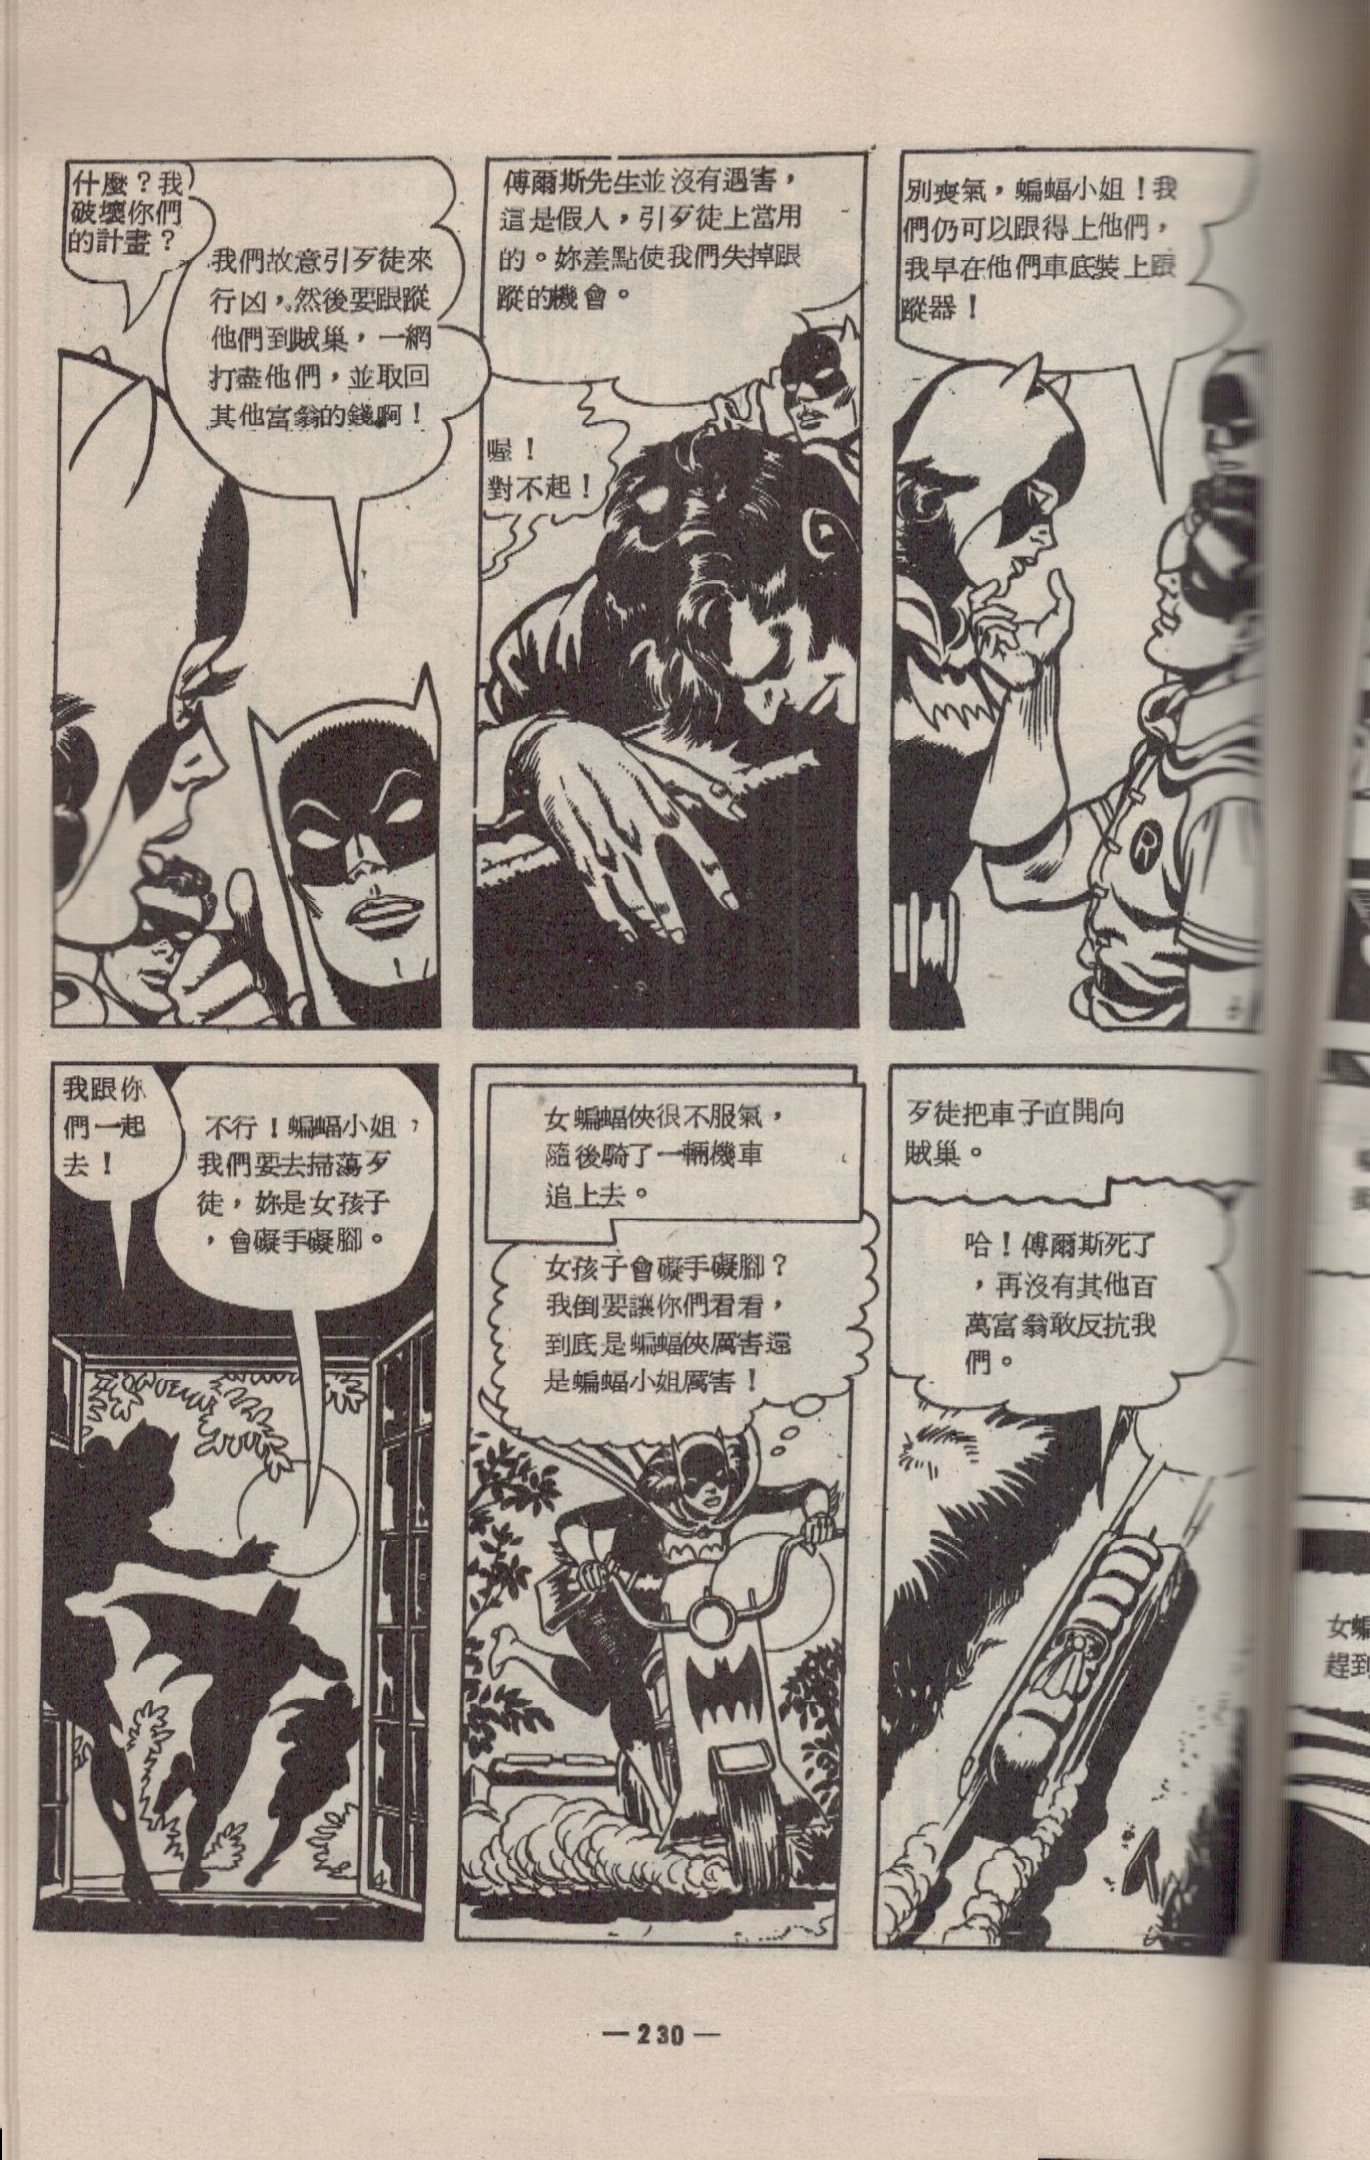 什麼？我
破壞你們
的計畫？
我們故意引歹徒來
行凶，然後要跟蹤
他們到賊巢，一網
打盡他們，並取回
其他富翁的錢啊！
傅爾斯先生並沒有遇害，
這是假人，引歹徒上當用
的。妳差點使我們失掉跟
蹤的機會。
喔！
對不起！
別喪氣，蝙蝠小姐！我
們仍可以跟得上他們，
我早在他們車底裝上跟
蹤器！
R
我跟你
們一起
去！
不行！蝙蝠小姐，
我們要去掃蕩歹
徒，妳是女孩子
，會礙手礙腳。
女蝙蝠俠很不服氣，
隨後騎了一輛機車
追上去。
女孩子會礙手礙腳？
我倒要讓你們看看，
到底是蝙蝠俠厲害還
是蝙蝠小姐厲害！
歹徒把車子直開向
賊巢。
哈！傅爾斯死了
，再沒有其他百
萬富翁敢反抗我
們。
4
5
6
女蝙
趕到
— 230 —